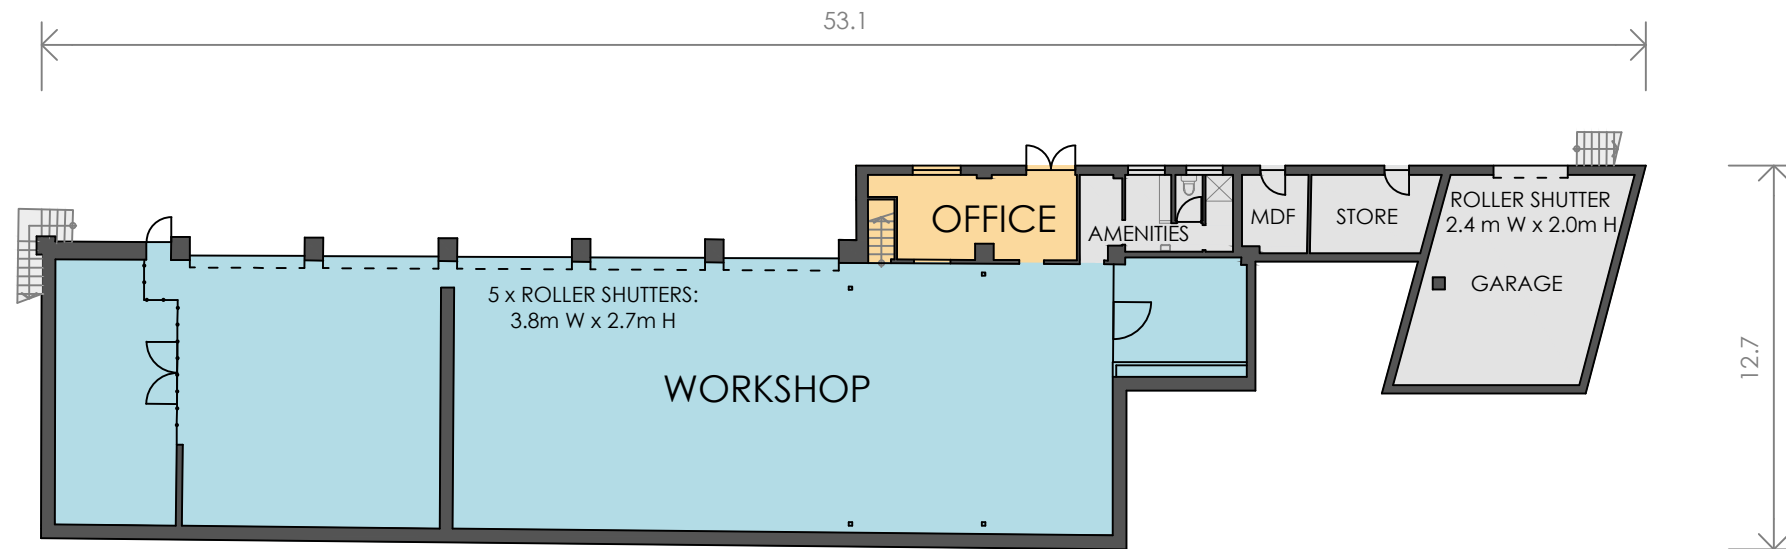 53.1
OFFICE
AMENITIES
MDF
STORE
ROLLER SHUTTER
2.4 m W x 2.0m H
GARAGE
5 x ROLLER SHUTTERS:
3.8m W x 2.7m H
WORKSHOP
12.7